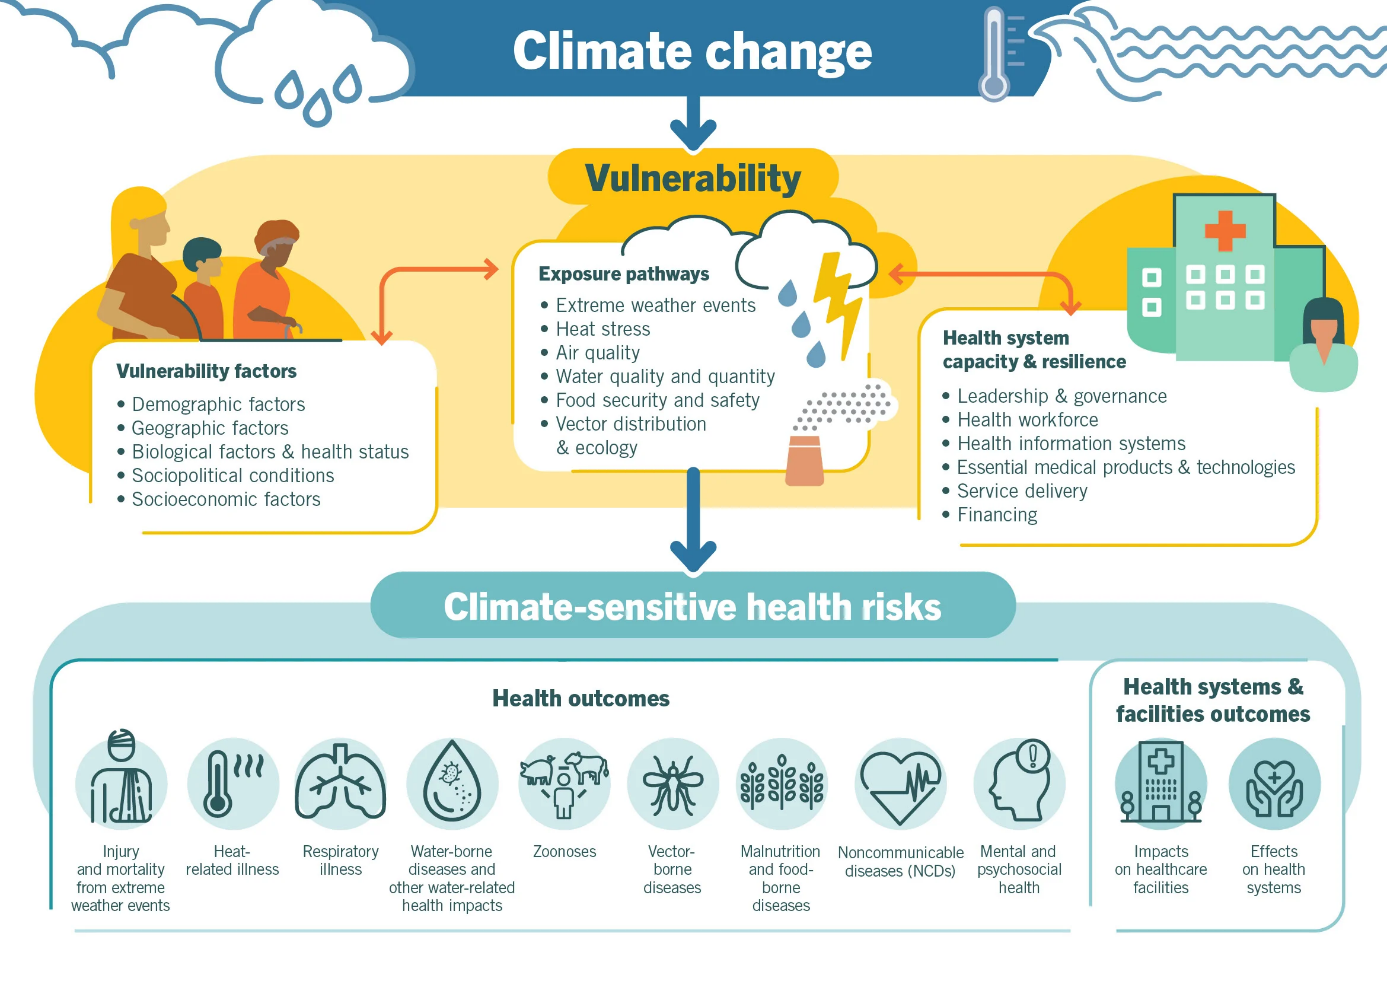 Climate change
Vulnerability
Exposure pathways
• Extreme weather events
• Heat stress
• Air quality
• Water quality and quantity
• Food security and safety
• Vector distribution
& ecology
Vulnerability factors
• Demographic factors
• Geographic factors
• Biological factors & health status
• Sociopolitical conditions
• Socioeconomic factors
Health system
capacity & resilience
• Leadership & governance
• Health workforce
• Health information systems
• Essential medical products & technologies
• Service delivery
• Financing
Climate-sensitive health risks
Health outcomes
Injury
and mortality
from extreme
weather events
Heat-
related illness
Respiratory
illness
Water-borne
diseases and
other water-related
health impacts
Zoonoses
Vector-
borne
diseases
Malnutrition
and food-
borne
diseases
Noncommunicable
diseases (NCDs)
Mental and
psychosocial
health
Health systems &
facilities outcomes
Impacts
on healthcare
facilities
Effects
on health
systems